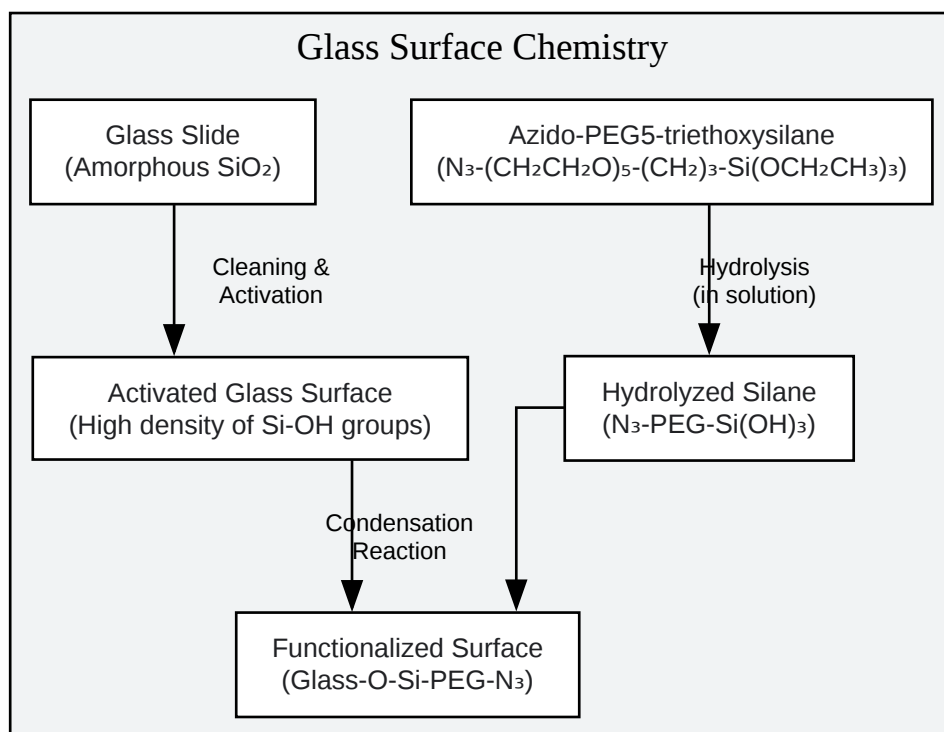 Glass Surface Chemistry
Glass Slide
(Amorphous SiO₂)
Azido-PEG5-triethoxysilane
(N₃-(CH₂CH₂O)₅-(CH₂)₃-Si(OCH₂CH₃)₃)
Cleaning &
Activation
Hydrolysis
(in solution)
Activated Glass Surface
(High density of Si-OH groups)
Hydrolyzed Silane
(N₃-PEG-Si(OH)₃)
Condensation
Reaction
Functionalized Surface
(Glass-O-Si-PEG-N₃)